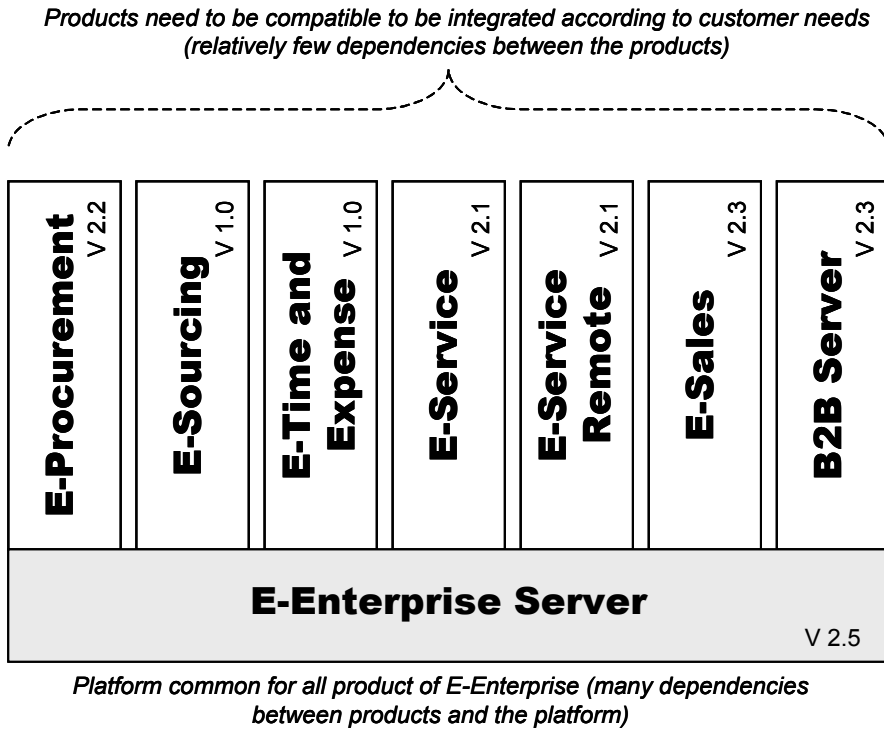 Products need to be compatible to be integrated according to customer needs
(relatively few dependencies between the products)
E-Procurement
V 2.2
E-Sourcing
V 1.0
E-Time and
Expense
V 1.0
E-Service
V 2.1
E-Service
Remote
V 2.1
E-Sales
V 2.3
B2B Server
V 2.3
E-Enterprise Server
V 2.5
Platform common for all product of E-Enterprise (many dependencies
between products and the platform)